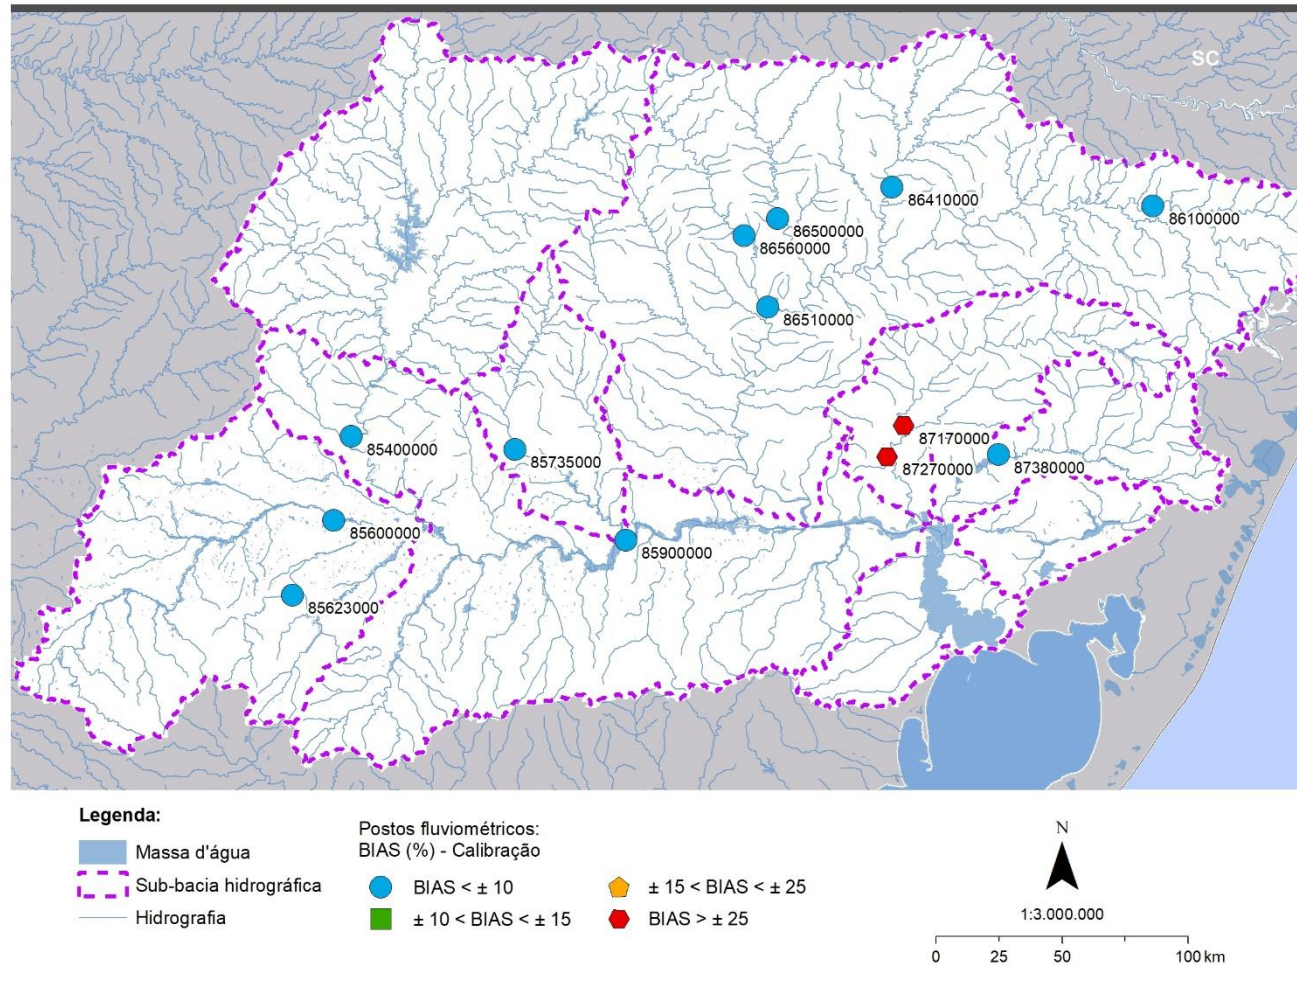 SC
86410000
86100000
86500000
86560000
86510000
87170000
87270000
87380000
85400000
85735000
85600000
85900000
85623000
Legenda:
Massa d'água
Sub-bacia hidrográfica
Hidrografia
Postos fluviométricos:
BIAS (%) - Calibração
BIAS < ± 10
± 10 < BIAS < ± 15
± 15 < BIAS < ± 25
BIAS > ± 25
N
1:3.000.000
0 25 50 100 km